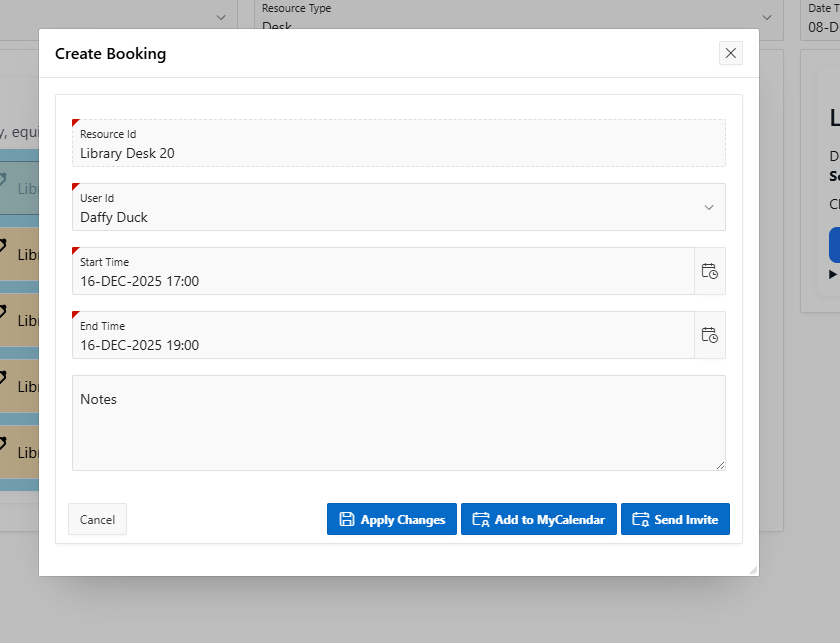 Resource Type
Date T
Desk
08-D
Create Booking
y, equi
Resource Id
Library Desk 20
User Id
Daffy Duck
Start Time
16-DEC-2025 17:00
End Time
16-DEC-2025 19:00
Notes
Cancel
Apply Changes
Add to MyCalendar
Send Invite
Libr
Libr
Libr
Libr
Libr
L
D
Se
Cl